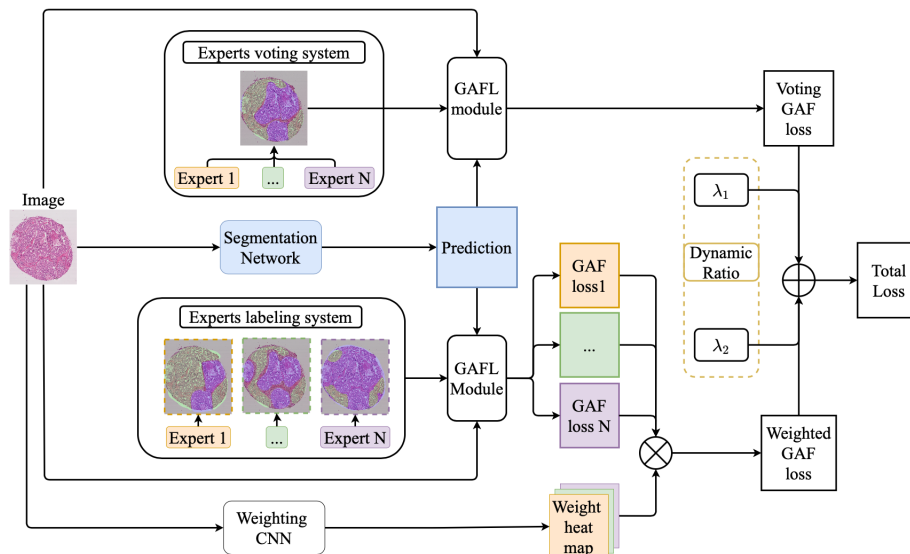 Experts voting system
Expert 1
...
Expert N
GAFL
module
Voting
GAF
loss
Image
Segmentation
Network
Prediction
λ1
Dynamic
Ratio
λ2
Total
Loss
Experts labeling system
Expert 1
...
Expert N
GAFL
Module
GAF
loss1
...
GAF
loss N
Weighted
GAF
loss
Weighting
CNN
Weight
heat
map